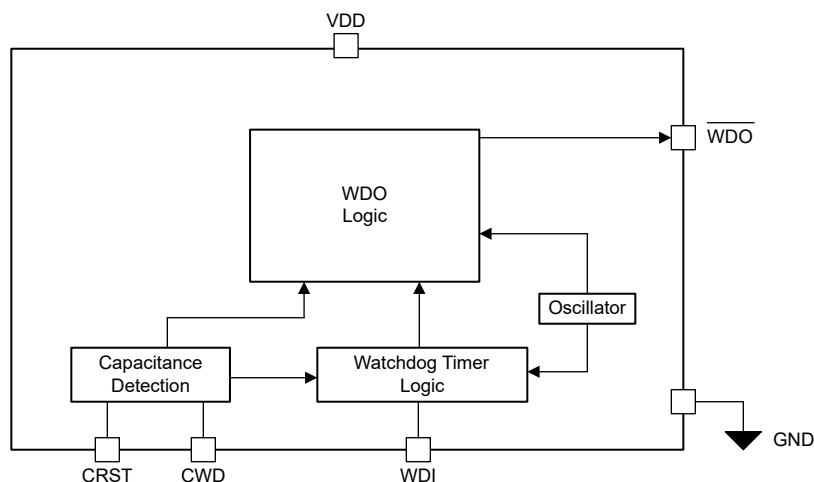 VDD
WDO
WDO
Logic
Oscillator
Capacitance
Detection
Watchdog Timer
Logic
GND
CRST
CWD
WDI